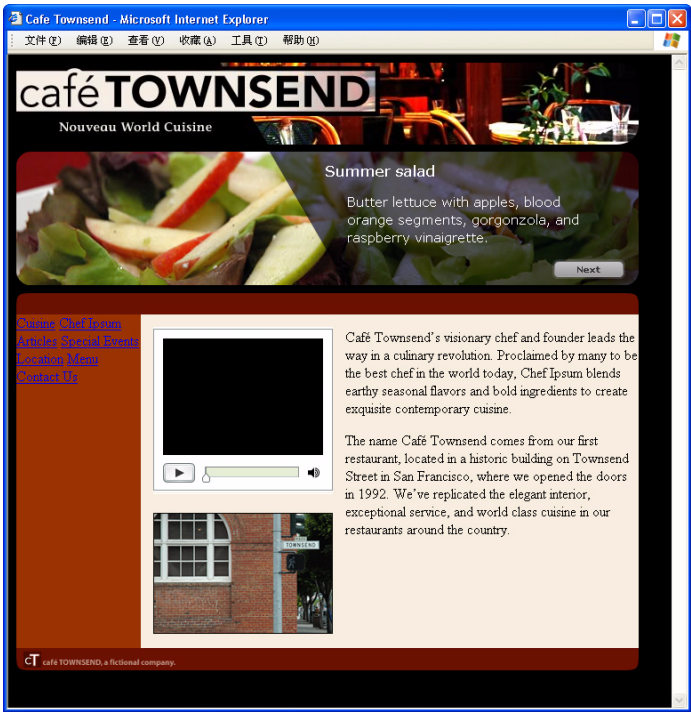 Cafe Townsend - Microsoft Internet Explorer
文件(F) 编辑(E) 查看(V) 收藏(A) 工具(T) 帮助(H)
café TOWNSEND
Nouveau World Cuisine
Summer salad
Butter lettuce with apples, blood
orange segments, gorgonzola, and
raspberry vinaigrette.
Next
Cuisine Chef Ipsum
Articles Special Events
Location Menu
Contact Us
Café Townsend's visionary chef and founder leads the
way in a culinary revolution. Proclaimed by many to be
the best chef in the world today, Chef Ipsum blends
earthy seasonal flavors and bold ingredients to create
exquisite contemporary cuisine.
The name Café Townsend comes from our first
restaurant, located in a historic building on Townsend
Street in San Francisco, where we opened the doors
in 1992. We've replicated the elegant interior,
exceptional service, and world class cuisine in our
restaurants around the country.
TOWNSEND
CT café TOWNSEND, a fictional company.